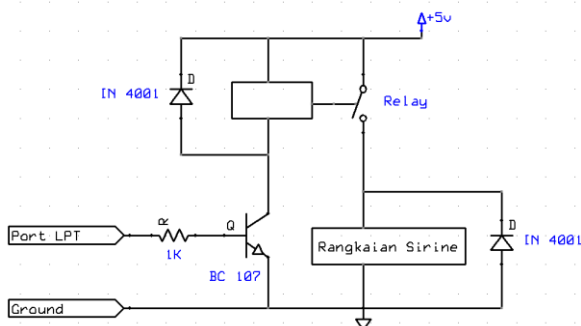 +5v
D
IN 4001
Relay
R
Q
D
Port LPT
Rangkaian Sirine
IN 4001
1K
BC 107
Ground